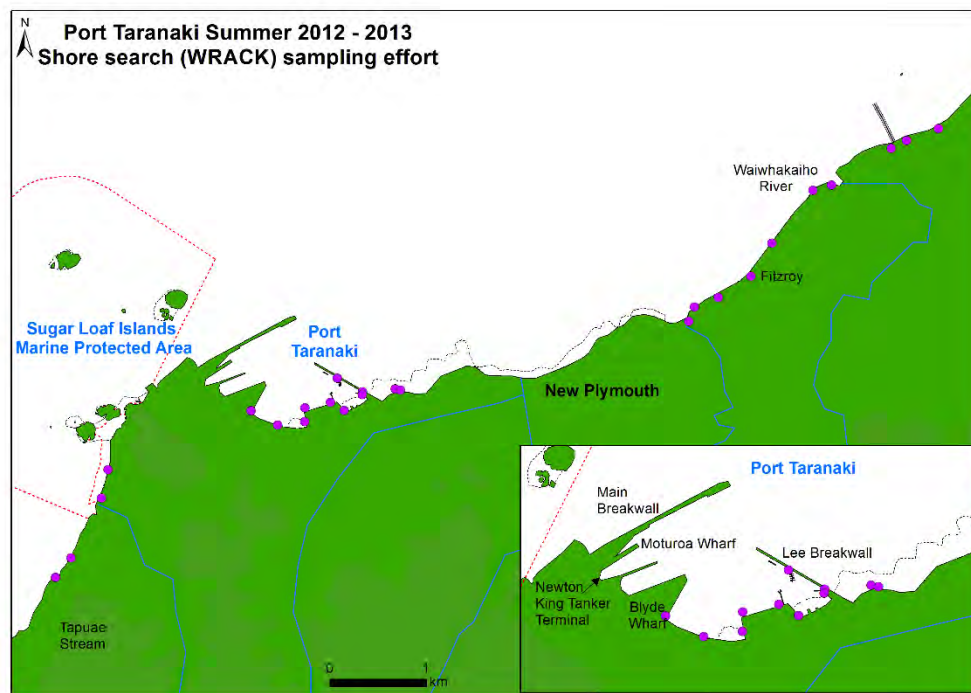 N
Port Taranaki Summer 2012 - 2013
Shore search (WRACK) sampling effort
Waiwhakaiho
River
Fitzroy
Sugar Loaf Islands
Marine Protected Area
Port
Taranaki
New Plymouth
Port Taranaki
Main
Breakwall
Moturoa Wharf
Lee Breakwall
Newton
King Tanker
Terminal
Blyde
Wharf
Tapuae
Stream
0 1
km